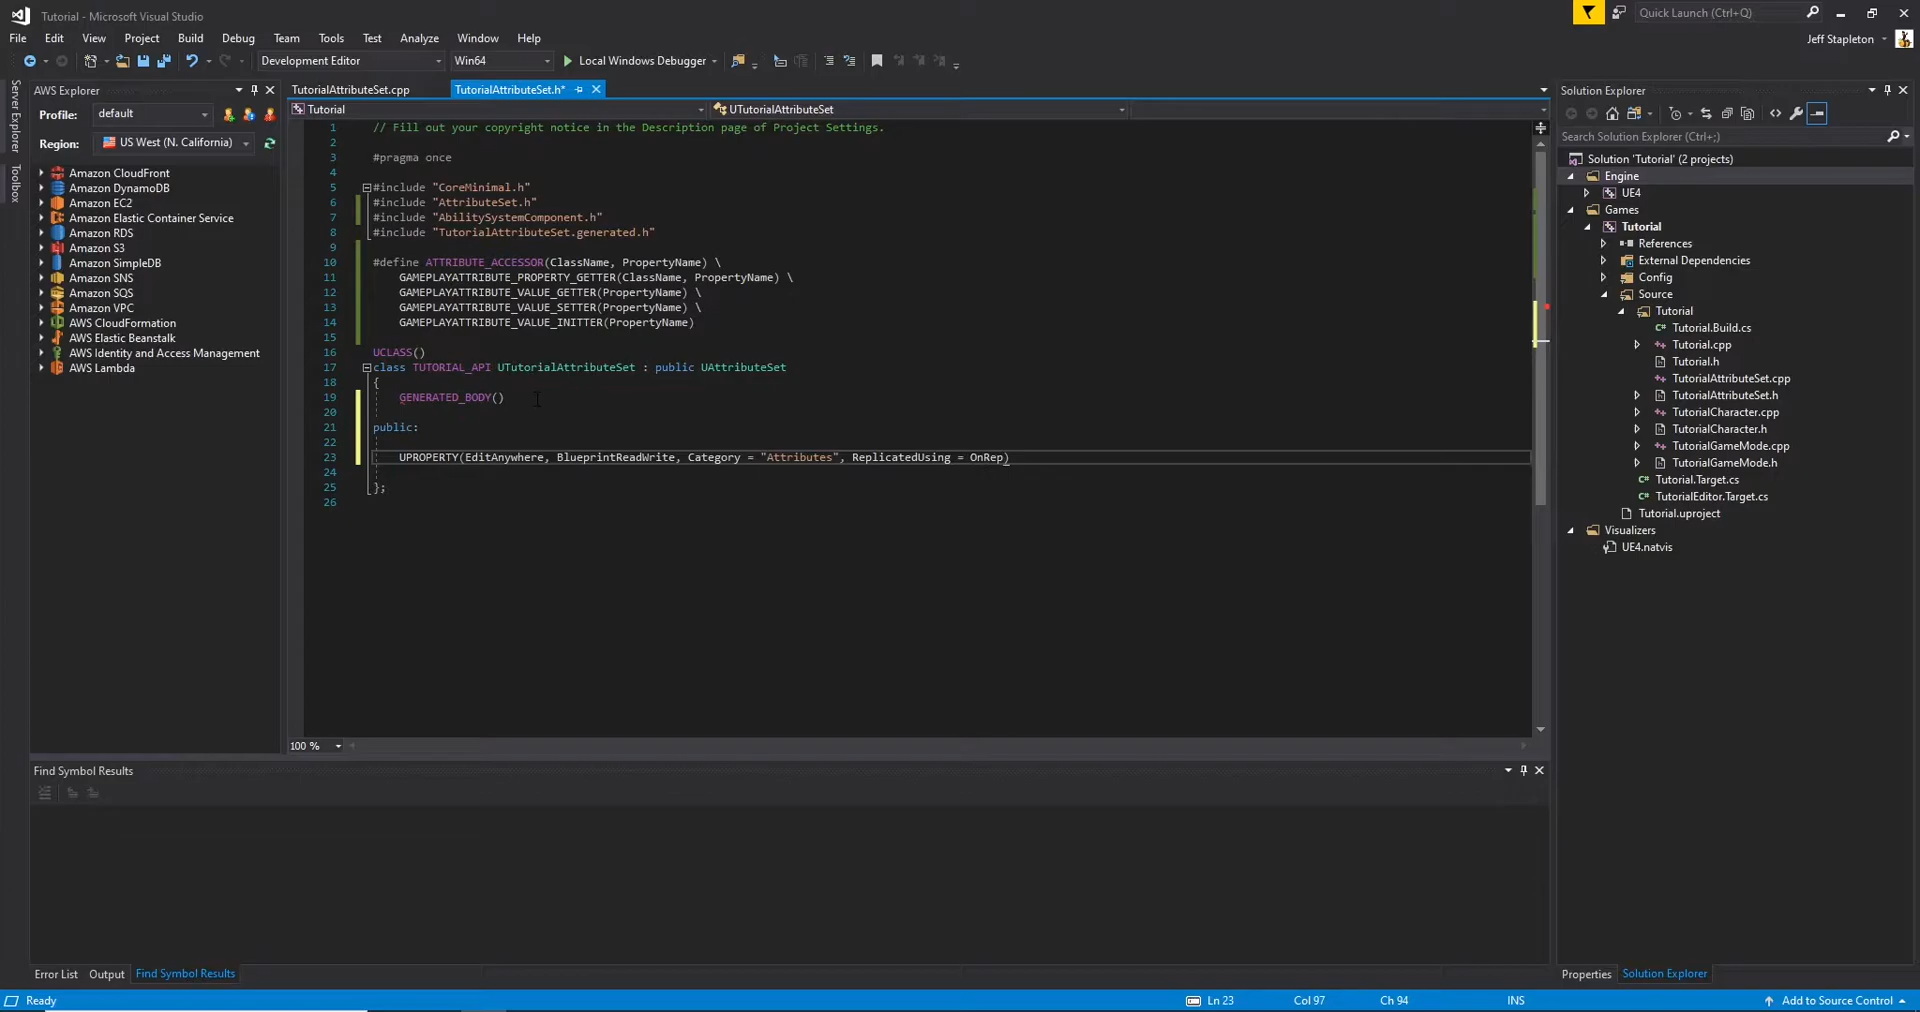 Tutorial - Microsoft Visual Studio
Quick Launch (Ctrl+Q)
File Edit View Project Build Debug Team Tools Test Analyze Window Help
Jeff Stapleton
Development Editor Win64 Local Windows Debugger
Server Explorer
Toolbox
AWS Explorer
Profile: default
Region: US West (N. California)
Amazon CloudFront
Amazon DynamoDB
Amazon EC2
Amazon Elastic Container Service
Amazon RDS
Amazon S3
Amazon SimpleDB
Amazon SNS
Amazon SQS
Amazon VPC
AWS CloudFormation
AWS Elastic Beanstalk
AWS Identity and Access Management
AWS Lambda
TutorialAttributeSet.cpp TutorialAttributeSet.h*
Tutorial UTutorialAttributeSet
1 // Fill out your copyright notice in the Description page of Project Settings.
2
3 #pragma once
4
5 #include "CoreMinimal.h"
6 #include "AttributeSet.h"
7 #include "AbilitySystemComponent.h"
8 #include "TutorialAttributeSet.generated.h"
9
10 #define ATTRIBUTE_ACCESSOR(ClassName, PropertyName) \
11 GAMEPLAYATTRIBUTE_PROPERTY_GETTER(ClassName, PropertyName) \
12 GAMEPLAYATTRIBUTE_VALUE_GETTER(PropertyName) \
13 GAMEPLAYATTRIBUTE_VALUE_SETTER(PropertyName) \
14 GAMEPLAYATTRIBUTE_VALUE_INITTER(PropertyName)
15
16 UCLASS()
17 class TUTORIAL_API UTutorialAttributeSet : public UAttributeSet
18 {
19 GENERATED_BODY()
20
21 public:
22
23 UPROPERTY(EditAnywhere, BlueprintReadWrite, Category = "Attributes", ReplicatedUsing = OnRep)
24
25 };
26
100 %
Solution Explorer
Search Solution Explorer (Ctrl+;)
Solution 'Tutorial' (2 projects)
Engine
UE4
Games
Tutorial
References
External Dependencies
Config
Source
Tutorial
Tutorial.Build.cs
Tutorial.cpp
Tutorial.h
TutorialAttributeSet.cpp
TutorialAttributeSet.h
TutorialCharacter.cpp
TutorialCharacter.h
TutorialGameMode.cpp
TutorialGameMode.h
Tutorial.Target.cs
TutorialEditor.Target.cs
Tutorial.uproject
Visualizers
UE4.natvis
Find Symbol Results
Error List Output Find Symbol Results
Properties Solution Explorer
Ready Ln 23 Col 97 Ch 94 INS Add to Source Control